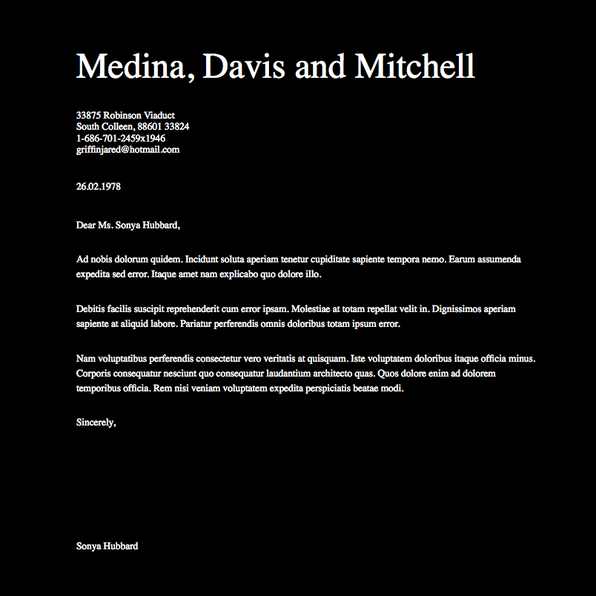 Medina, Davis and Mitchell
33875 Robinson Viaduct
South Colleen, 88601 33824
1-686-701-2459x1946
griffinjared@hotmail.com
26.02.1978
Dear Ms. Sonya Hubbard,
Ad nobis dolorum quidem. Incidunt soluta aperiam tenetur cupiditate sapiente tempora nemo. Earum assumenda
expedita sed error. Itaque amet nam explicabo quo dolore illo.
Debitis facilis suscipit reprehenderit cum error ipsam. Molestiae at totam repellat velit in. Dignissimos aperiam
sapiente at aliquid labore. Pariatur perferendis omnis doloribus totam ipsum error.
Nam voluptatibus perferendis consectetur vero veritatis at quisquam. Iste voluptatem doloribus itaque officia minus.
Corporis consequatur nesciunt quo consequatur laudantium architecto quas. Quos dolore enim ad dolorem
temporibus officia. Rem nisi veniam voluptatem expedita perspiciatis beatae modi.
Sincerely,
Sonya Hubbard